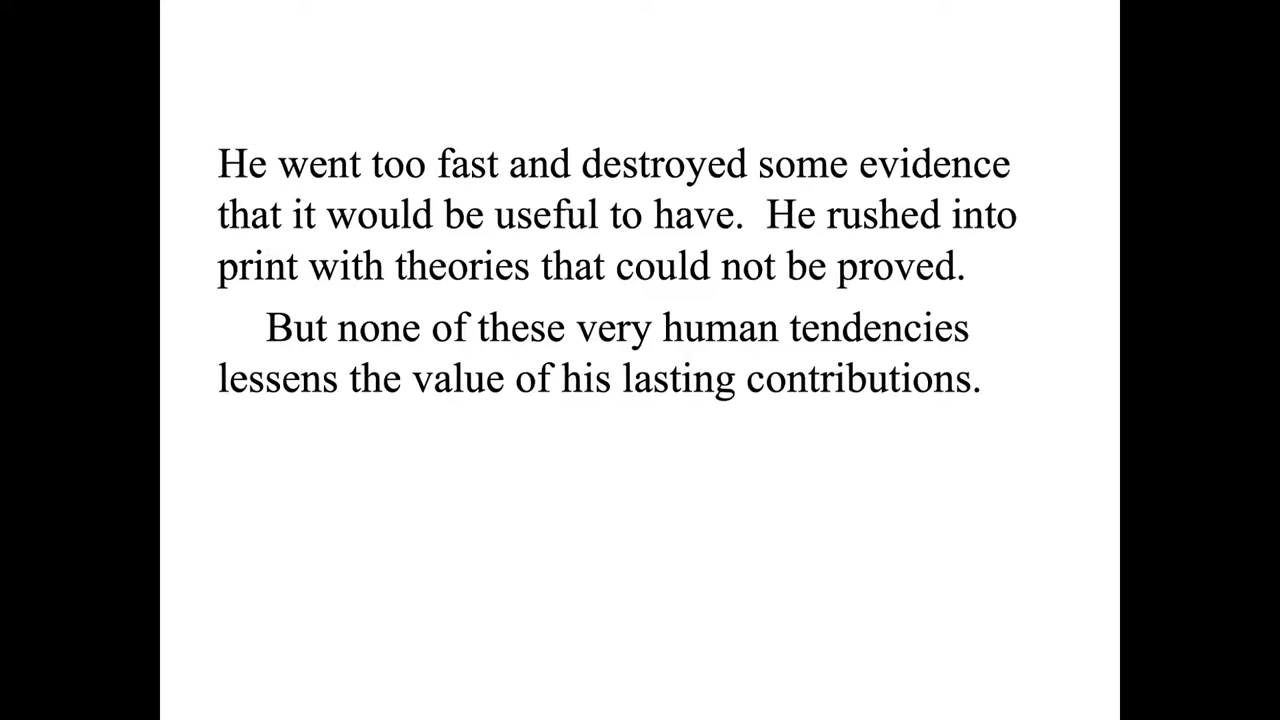 He went too fast and destroyed some evidence
that it would be useful to have.  He rushed into
print with theories that could not be proved.
But none of these very human tendencies
lessens the value of his lasting contributions.